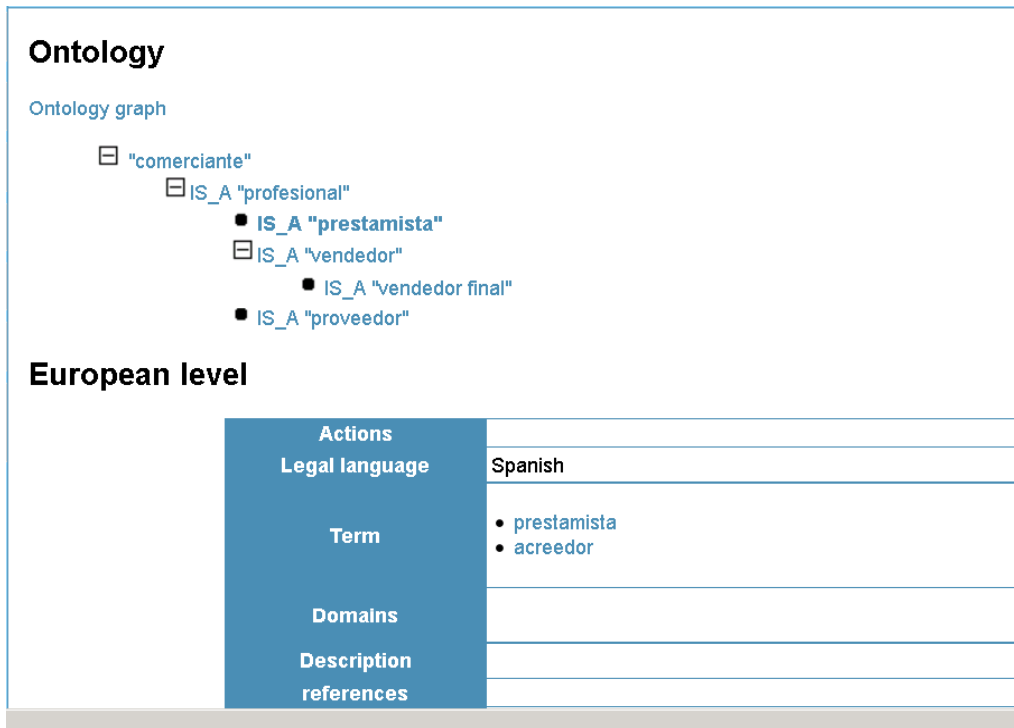 Ontology
Ontology graph
"comerciante"
IS_A "profesional"
IS_A "prestamista"
IS_A "vendedor"
IS_A "vendedor final"
IS_A "proveedor"
European level
Actions
Legal language Spanish
Term
• prestamista
• acreedor
Domains
Description
references